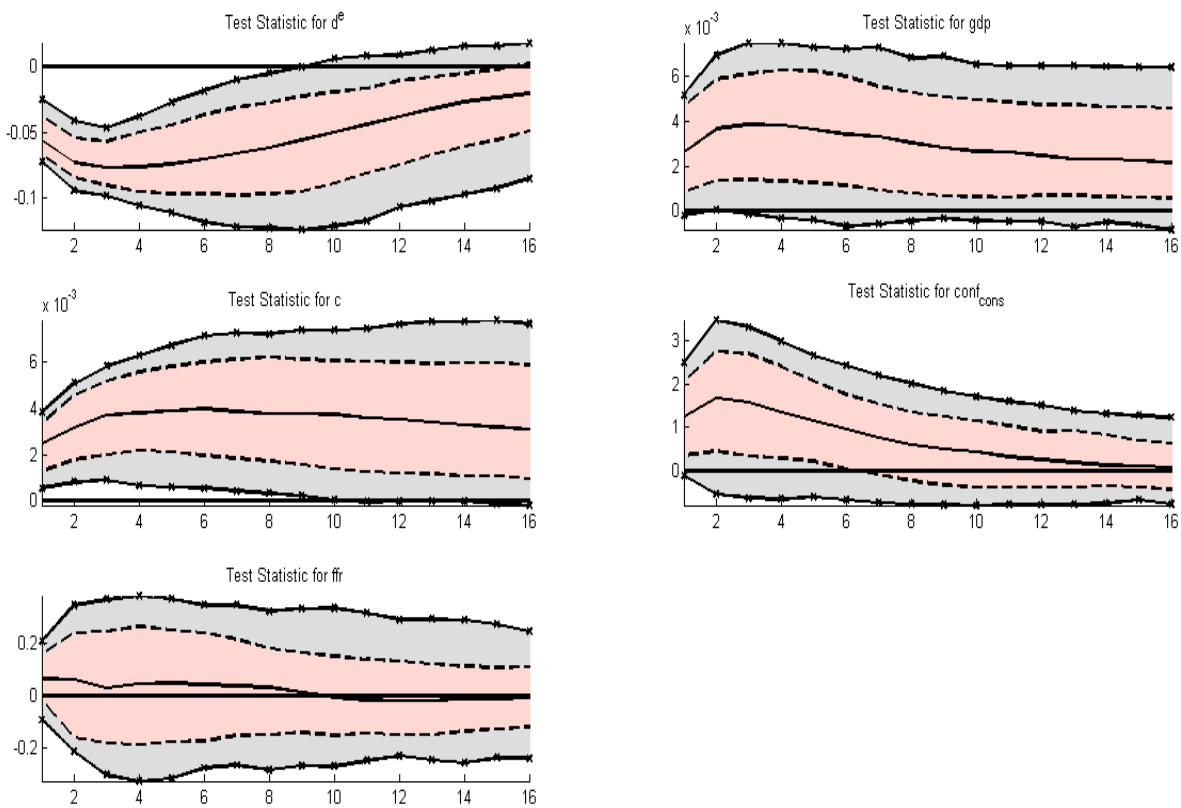 Test Statistic for dᵉ
0
-0.05
-0.1
2 4 6 8 10 12 14 16
x 10⁻³
Test Statistic for gdp
6
4
2
0
2 4 6 8 10 12 14 16
x 10⁻³
Test Statistic for c
6
4
2
0
2 4 6 8 10 12 14 16
Test Statistic for conf_cons
3
2
1
0
2 4 6 8 10 12 14 16
Test Statistic for ffr
0.2
0
-0.2
2 4 6 8 10 12 14 16